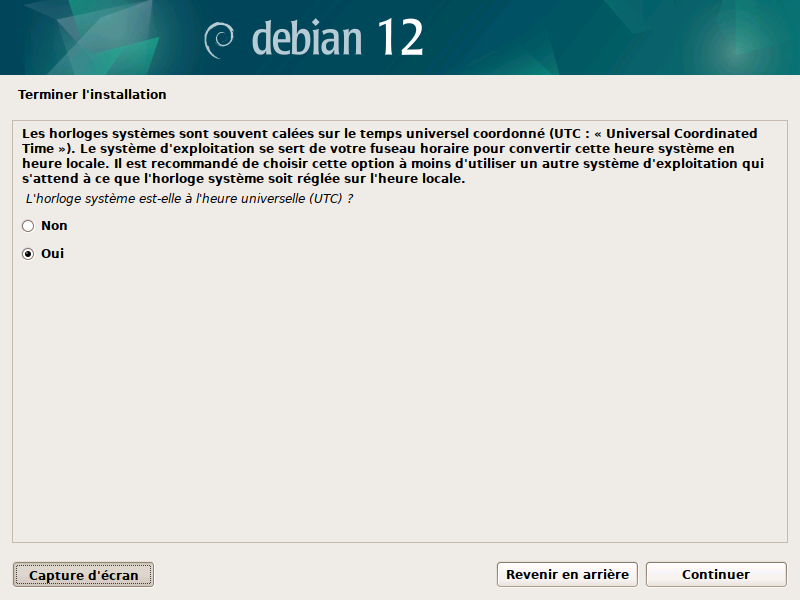 debian 12
Terminer l'installation
Les horloges systèmes sont souvent calées sur le temps universel coordonné (UTC : « Universal Coordinated
Time »). Le système d'exploitation se sert de votre fuseau horaire pour convertir cette heure système en
heure locale. Il est recommandé de choisir cette option à moins d'utiliser un autre système d'exploitation qui
s'attend à ce que l'horloge système soit réglée sur l'heure locale.
L'horloge système est-elle à l'heure universelle (UTC) ?
Non
Oui
Capture d'écran
Revenir en arrière
Continuer